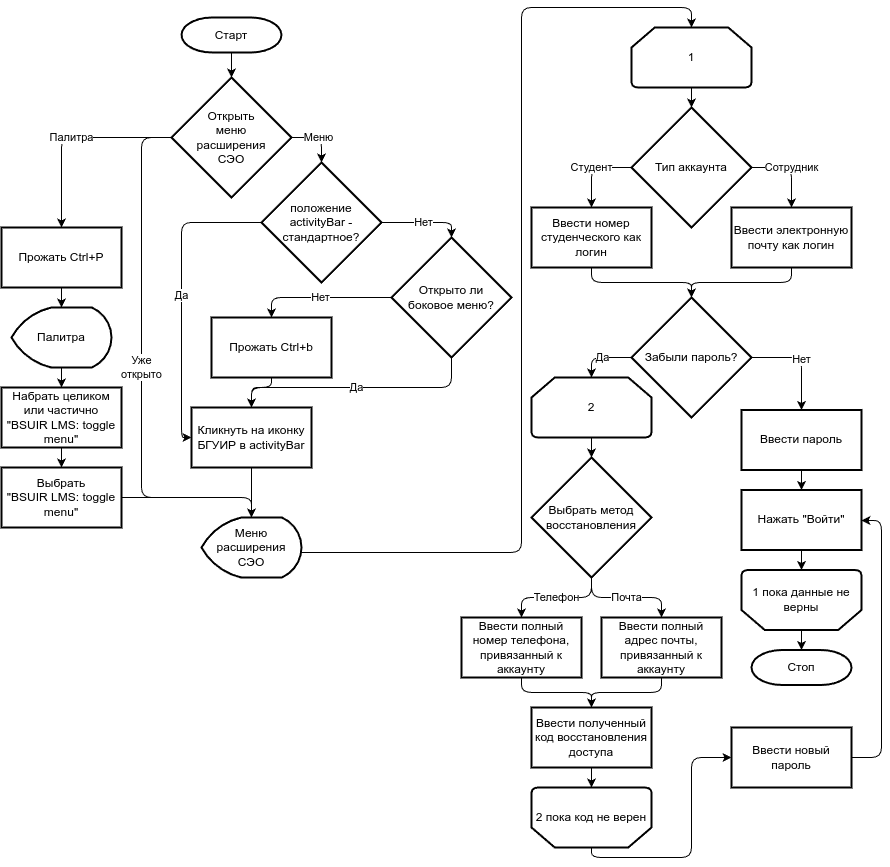 Старт
Открыть
меню
расширения
СЭО
Палитра
Меню
положение
activityBar -
стандартное?
Нет
Да
Открыто ли
боковое меню?
Нет
Прожать Ctrl+b
Да
Прожать Ctrl+P
Палитра
Уже
открыто
Набрать целиком
или частично
"BSUIR LMS: toggle
menu"
Выбрать
"BSUIR LMS: toggle
menu"
Кликнуть на иконку
БГУИР в activityBar
Меню
расширения
СЭО
1
Тип аккаунта
Студент
Сотрудник
Ввести номер
студенческого как
логин
Ввести электронную
почту как логин
Забыли пароль?
Да
Нет
2
Выбрать метод
восстановления
Телефон
Почта
Ввести полный
номер телефона,
привязанный к
аккаунту
Ввести полный
адрес почты,
привязанный к
аккаунту
Ввести полученный
код восстановления
доступа
2 пока код не верен
Ввести новый
пароль
Ввести пароль
Нажать "Войти"
1 пока данные не
верны
Стоп